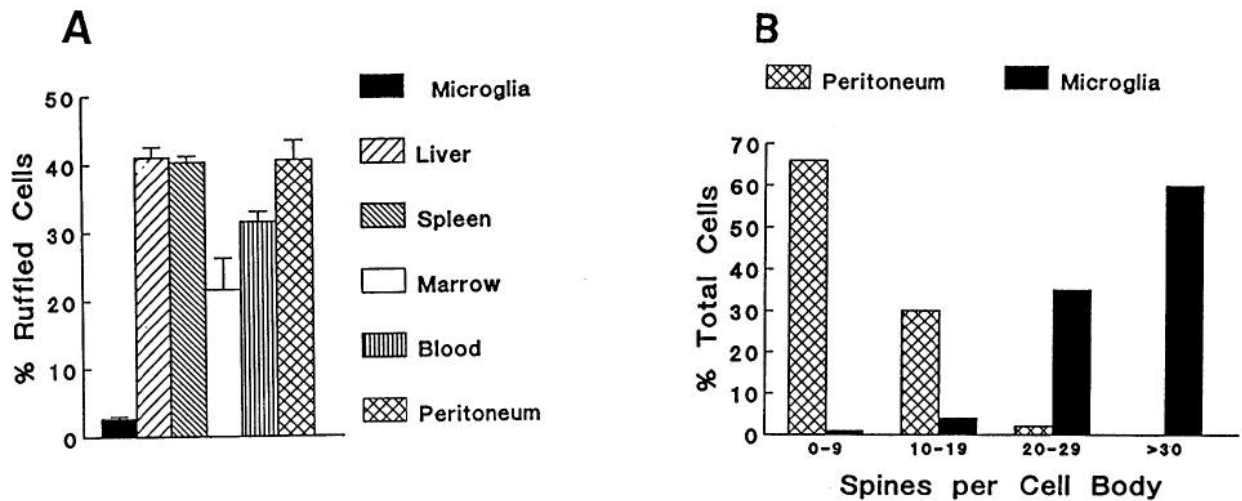 A
% Ruffled Cells
50
40
30
20
10
0
Microglia
Liver
Spleen
Marrow
Blood
Peritoneum
B
Peritoneum Microglia
% Total Cells
70
60
50
40
30
20
10
0
0-9 10-19 20-29 >30
Spines per Cell Body